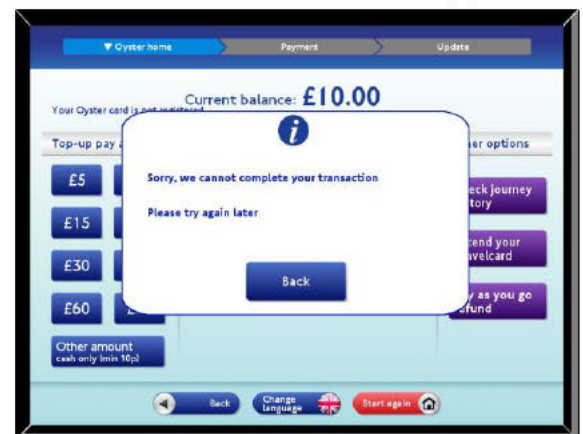 Oyster home
Payment
Update
Current balance: £10.00
Your Oyster card is not registered
Top-up pay
er options
£5
£15
£30
£60
Other amount
cash only (min 10p)
i
Sorry, we cannot complete your transaction
Please try again later
Back
eck journey
tory
tend your
avelcard
y as you go
efund
Back
Change
language
Start again